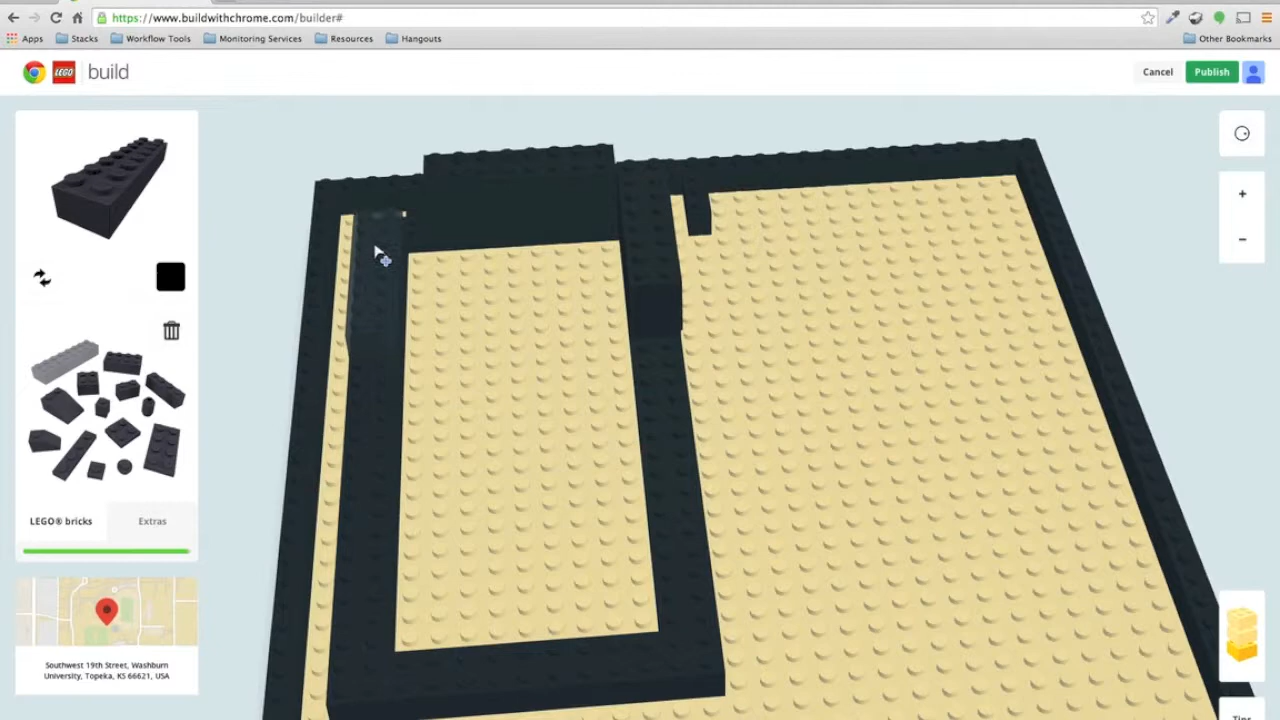 https://www.buildwithchrome.com/builder#
Apps Stacks Workflow Tools Monitoring Services Resources Hangouts Other Bookmarks
LEGO build Cancel Publish
LEGO® bricks Extras
Southwest 19th Street, Washburn
University, Topeka, KS 66621, USA
Tips